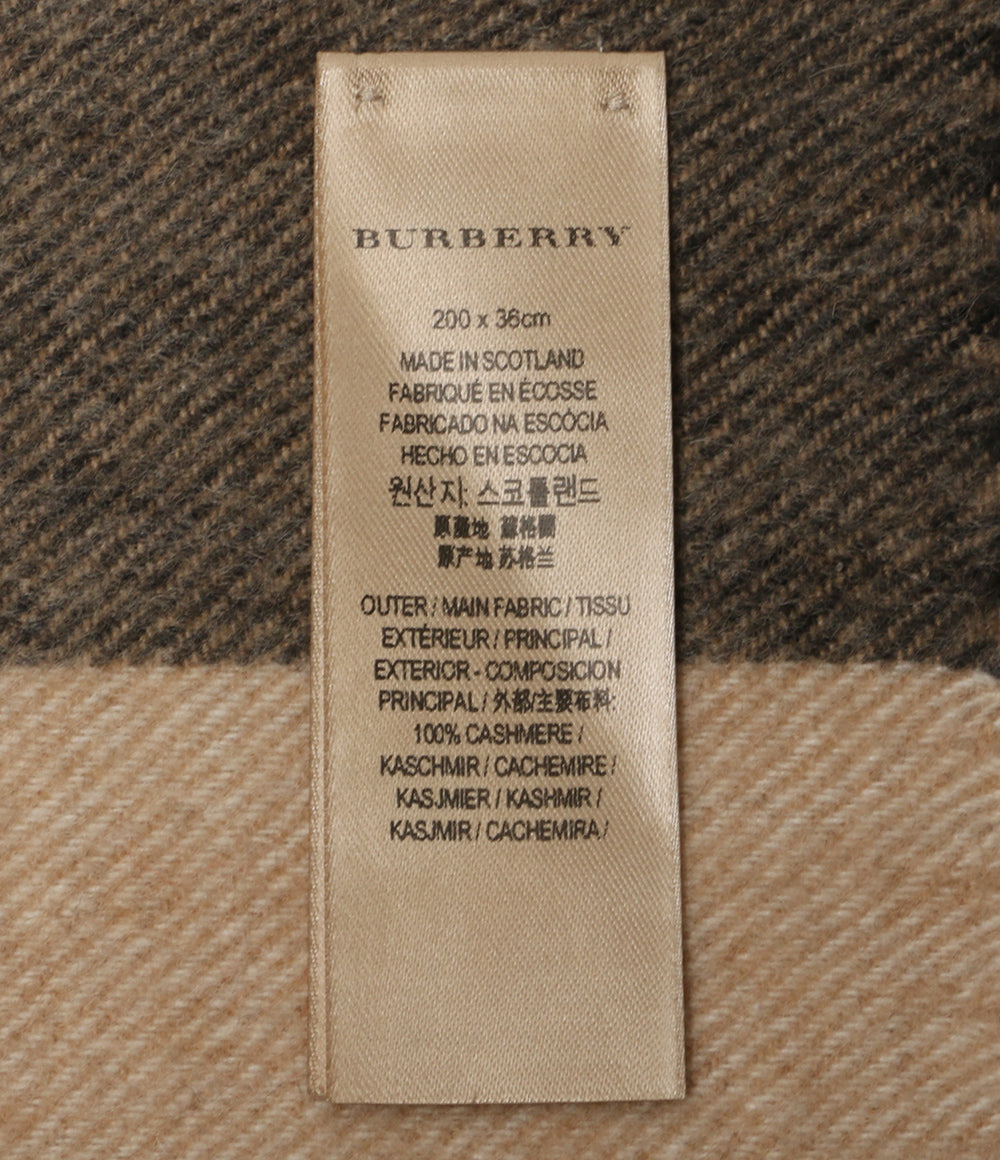 BURBERRY
200 x 36cm
MADE IN SCOTLAND
FABRIQUÉ EN ÉCOSSE
FABRICADO NA ESCÓCIA
HECHO EN ESCOCIA
원산지: 스코틀랜드
原產地 蘇格蘭
原产地 苏格兰
OUTER / MAIN FABRIC / TISSU
EXTÉRIEUR / PRINCIPAL /
EXTERIOR - COMPOSICION
PRINCIPAL / 外部/主要布料:
100% CASHMERE /
KASCHMIR / CACHEMIRE /
KASJMIER / KASHMIR /
KASJMIR / CACHEMIRA /